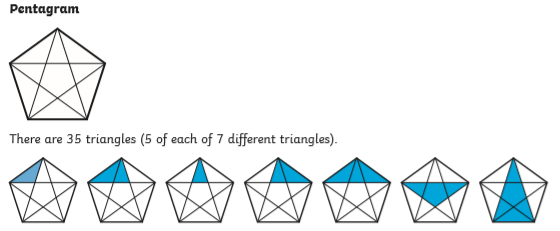 Pentagram
There are 35 triangles (5 of each of 7 different triangles).